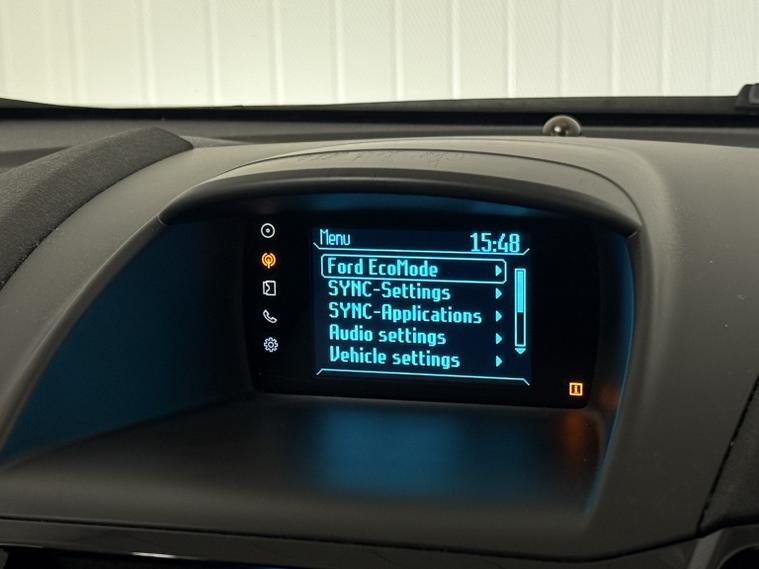 Menu 15:48
Ford EcoMode
SYNC-Settings
SYNC-Applications
Audio settings
Vehicle settings